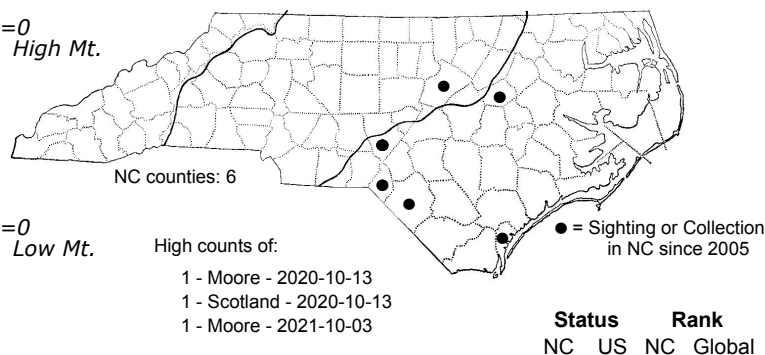 =0
High Mt.
NC counties: 6
=0
Low Mt.
High counts of:
1 - Moore - 2020-10-13
1 - Scotland - 2020-10-13
1 - Moore - 2021-10-03
● = Sighting or Collection
in NC since 2005
Status Rank
NC US NC Global